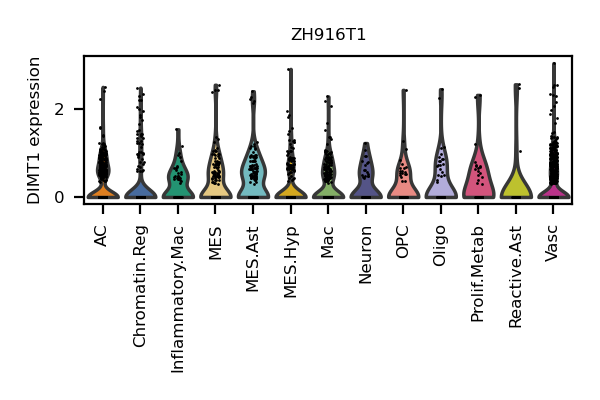 ZH916T1
DIMT1 expression
2
0
AC
Chromatin.Reg
Inflammatory.Mac
MES
MES.Ast
MES.Hyp
Mac
Neuron
OPC
Oligo
Prolif.Metab
Reactive.Ast
Vasc